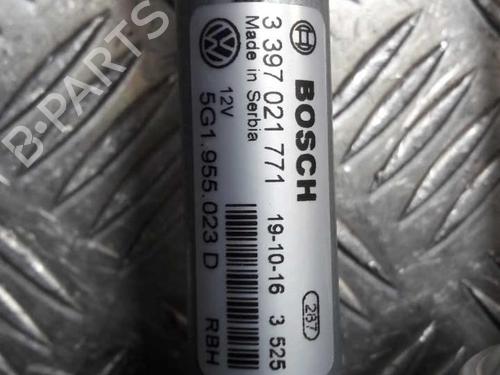 BOSCH
3 397 021 771 19-10-16 3 525
Made in Serbia
12V
5G1.955.023 D
RBH
287
B-Parts